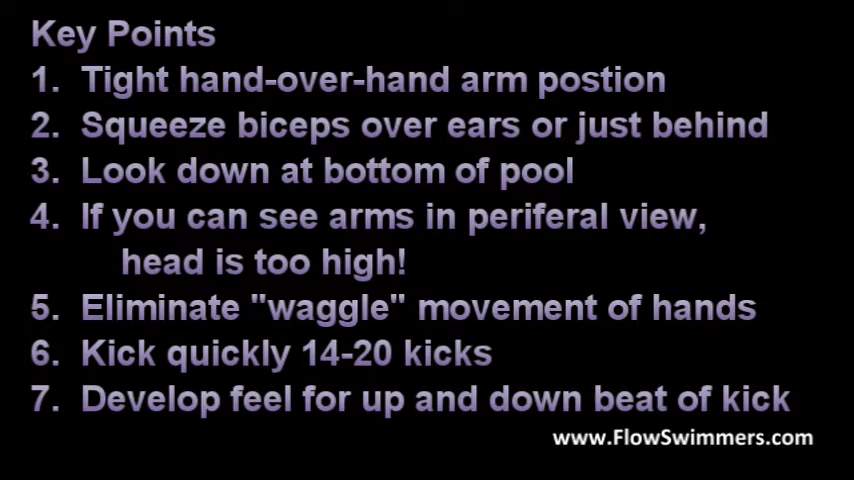 Key Points
1. Tight hand-over-hand arm postion
2. Squeeze biceps over ears or just behind
3. Look down at bottom of pool
4. If you can see arms in periferal view,
head is too high!
5. Eliminate "waggle" movement of hands
6. Kick quickly 14-20 kicks
7. Develop feel for up and down beat of kick
www.FlowSwimmers.com